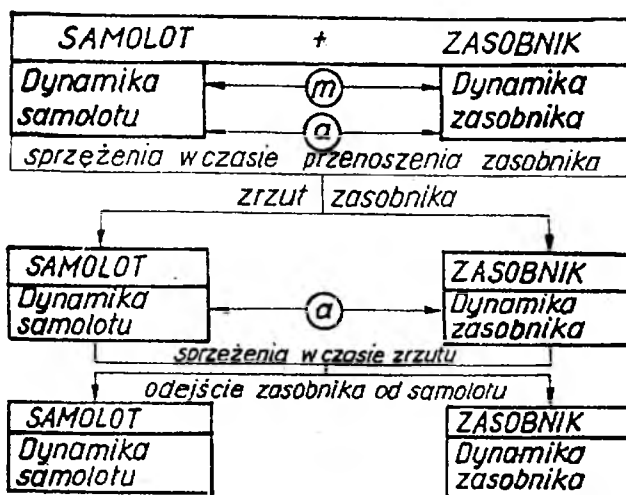 SAMOLOT + ZASOBNIK
Dynamika samolotu
m
Dynamika zasobnika
a
sprzężenia w czasie przenoszenia zasobnika
zrzut zasobnika
SAMOLOT
Dynamika samolotu
a
ZASOBNIK
Dynamika zasobnika
sprzężenia w czasie zrzutu
odejście zasobnika od samolotu
SAMOLOT
Dynamika samolotu
ZASOBNIK
Dynamika zasobnika